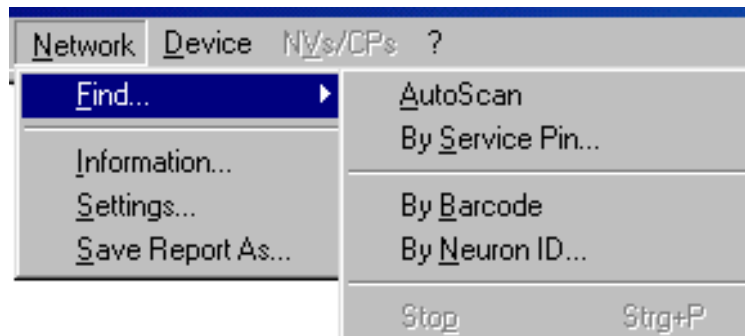 Network Device NVs/CPs ?
Find...
Information...
Settings...
Save Report As...
AutoScan
By Service Pin...
By Barcode
By Neuron ID...
Stop Strg+P